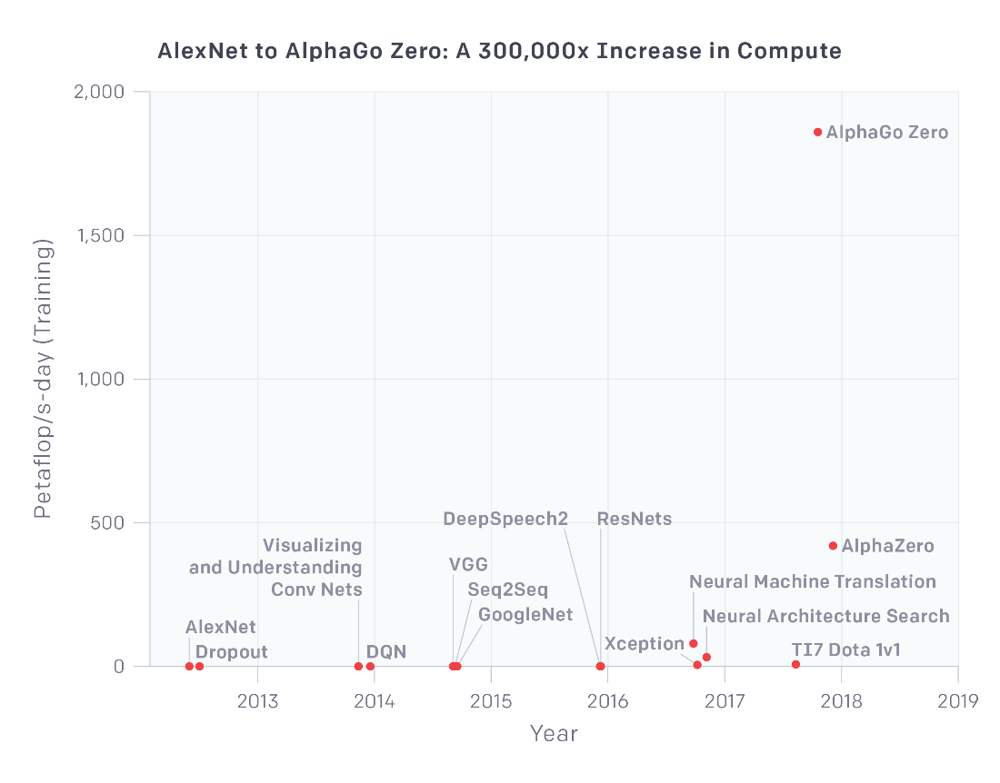 AlexNet to AlphaGo Zero: A 300,000x Increase in Compute
2,000
1,500
1,000
500
0
Petaflop/s-day (Training)
AlphaGo Zero
DeepSpeech2
ResNets
Visualizing
and Understanding
Conv Nets
AlphaZero
VGG
Neural Machine Translation
Seq2Seq
GoogleNet
Neural Architecture Search
AlexNet
Dropout
DQN
Xception
TI7 Dota 1v1
2013
2014
2015
2016
2017
2018
2019
Year